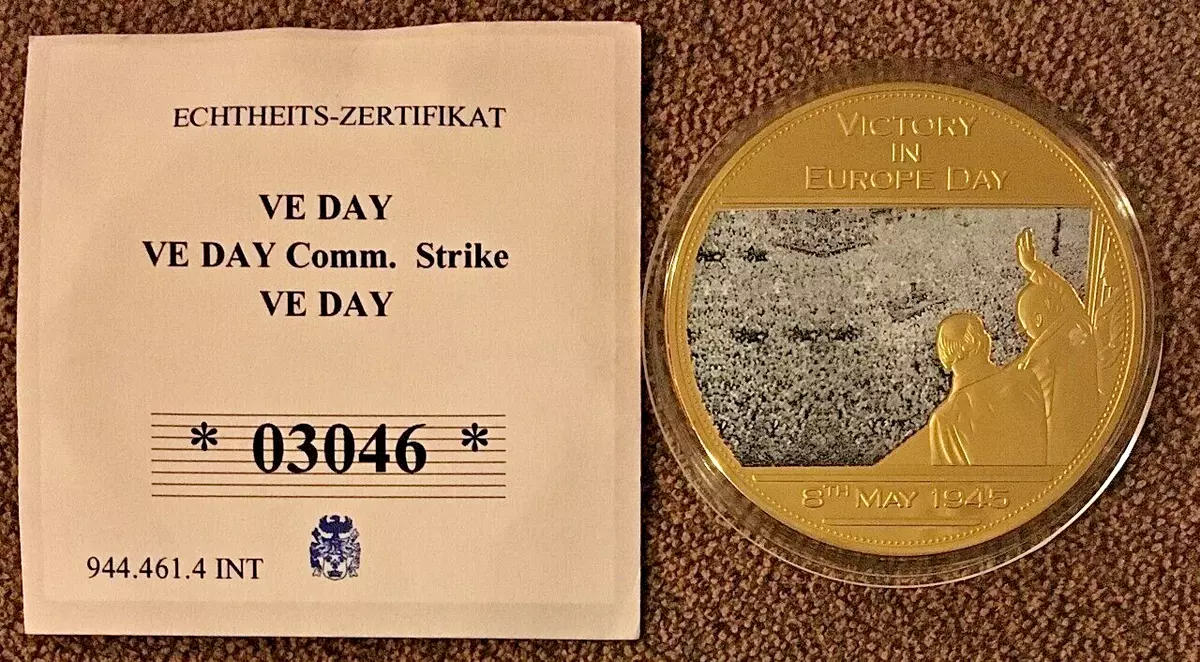 ECHTHEITS-ZERTIFIKAT
VE DAY
VE DAY Comm. Strike
VE DAY
* 03046 *
944.461.4 INT
VICTORY
IN
EUROPE DAY
8TH MAY 1945